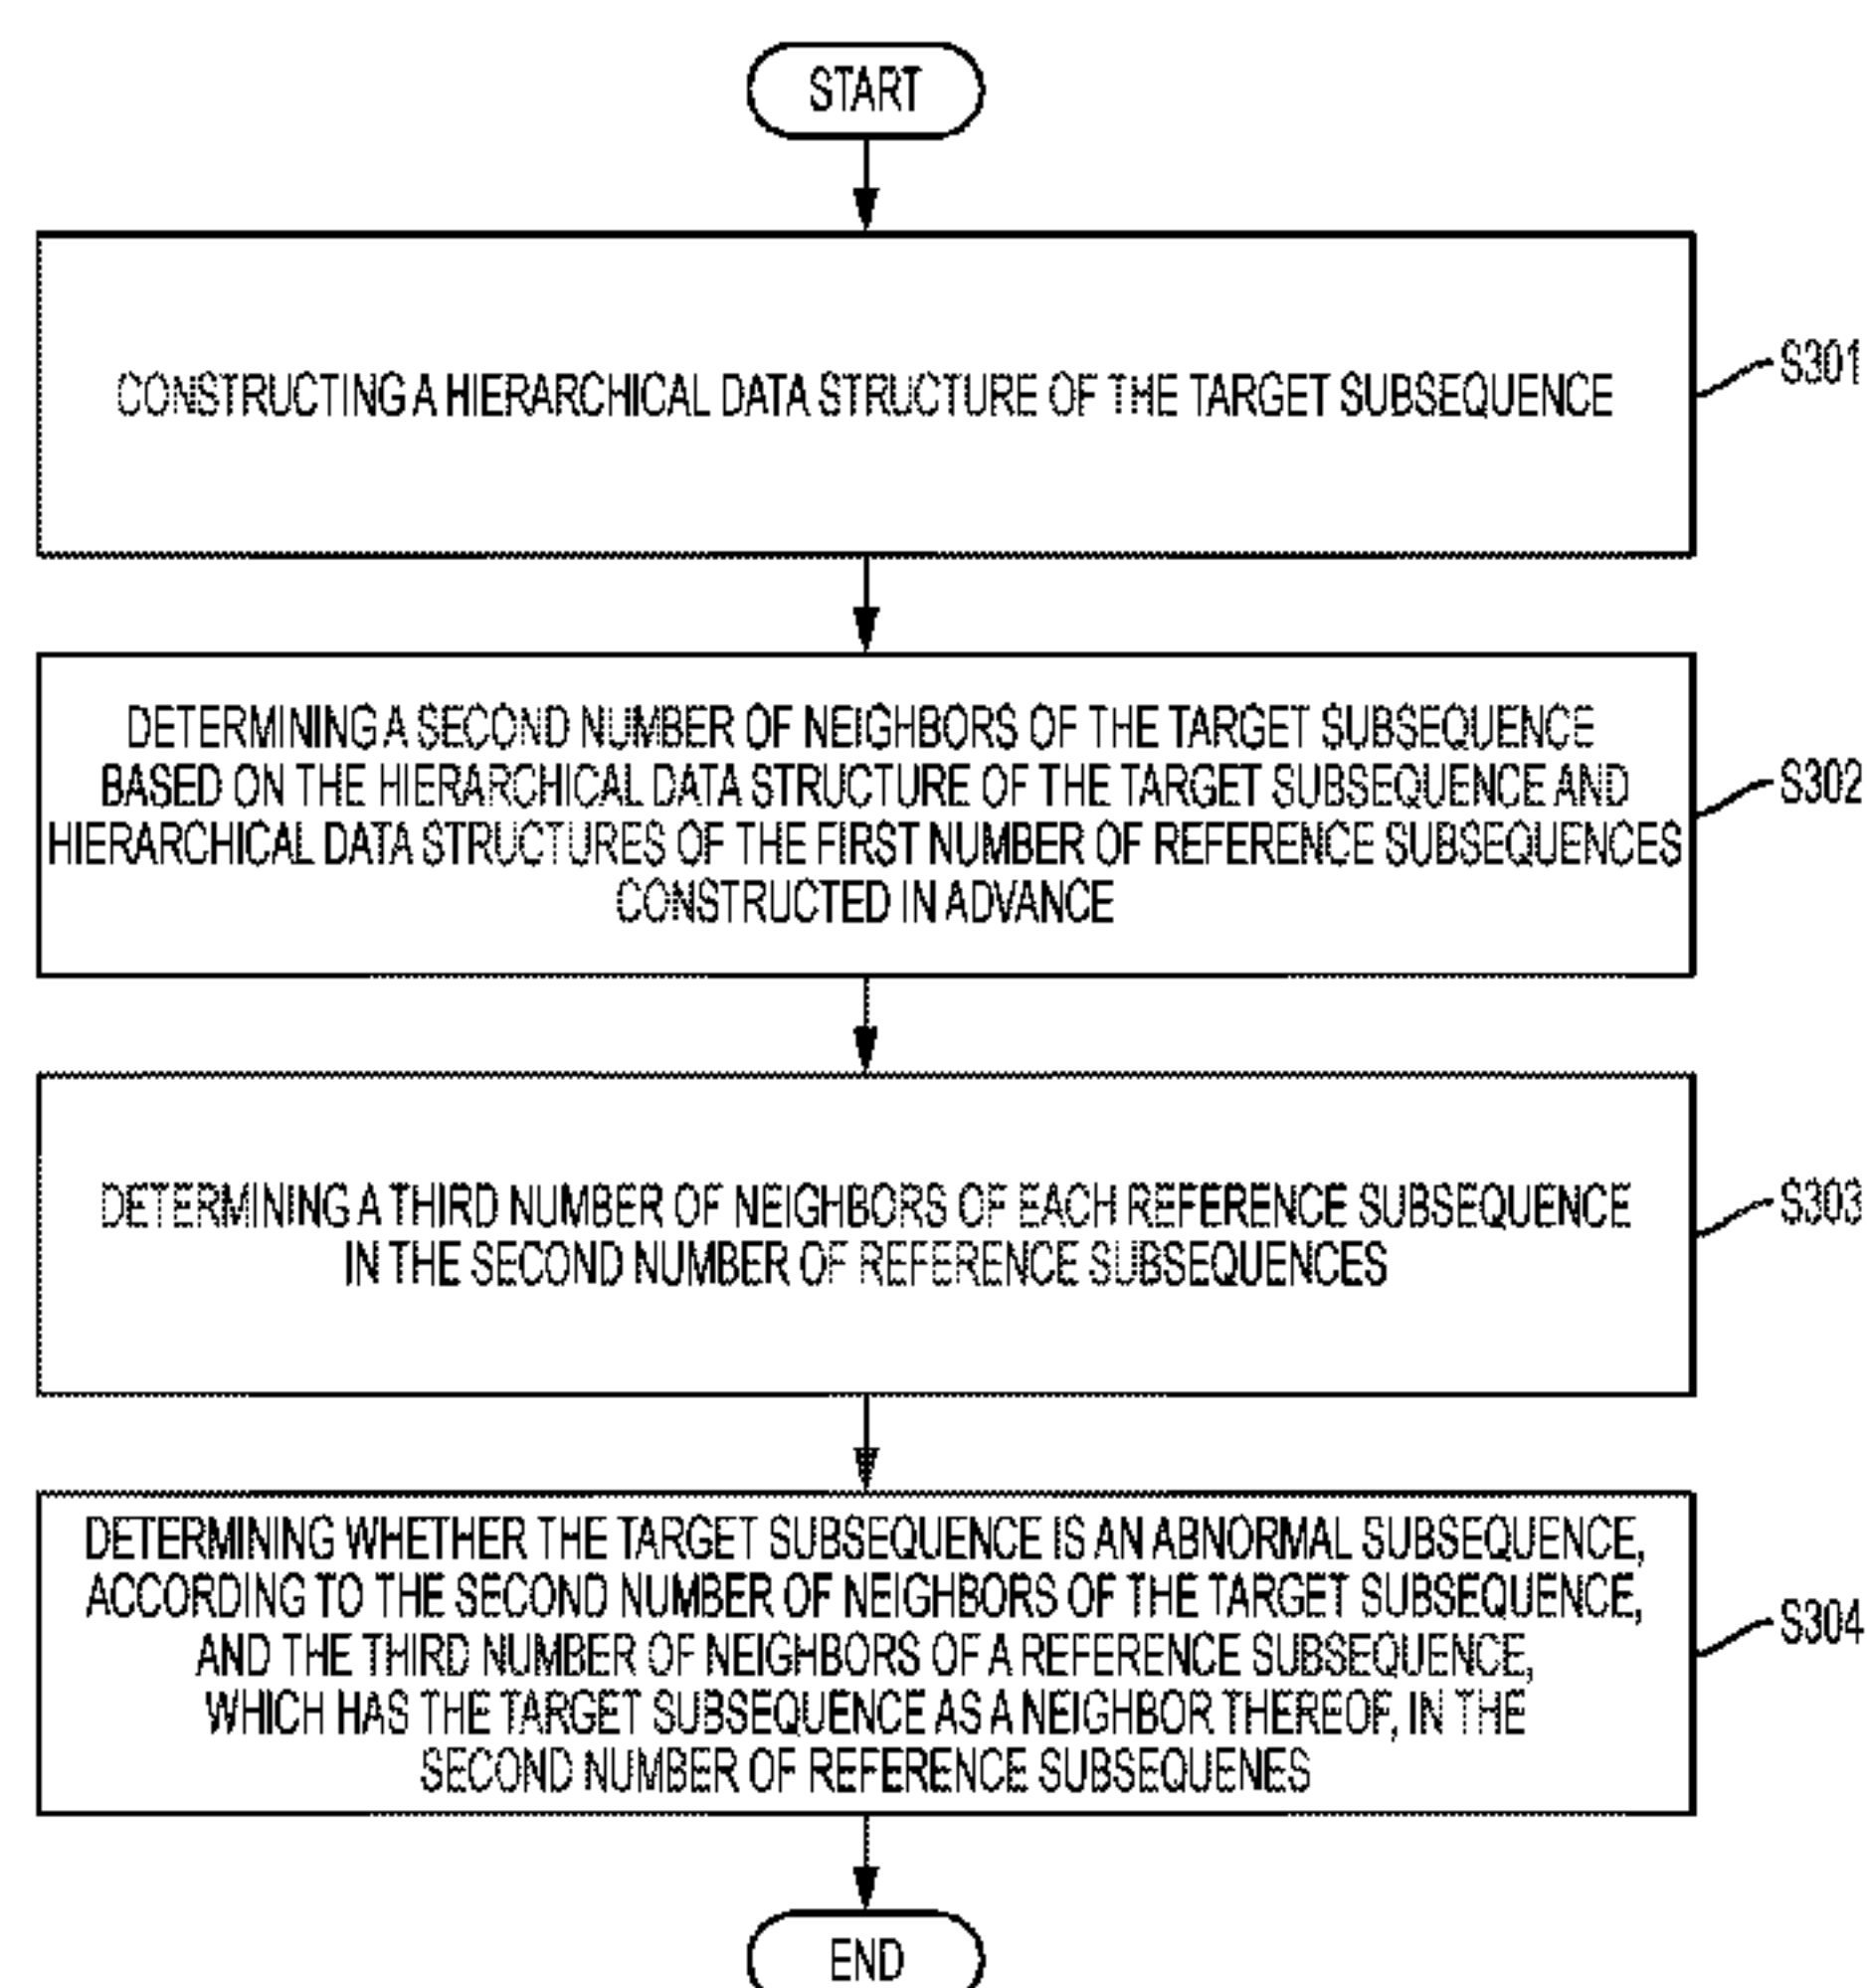 START
CONSTRUCTING A HIERARCHICAL DATA STRUCTURE OF THE TARGET SUBSEQUENCE
S301
DETERMINING A SECOND NUMBER OF NEIGHBORS OF THE TARGET SUBSEQUENCE
BASED ON THE HIERARCHICAL DATA STRUCTURE OF THE TARGET SUBSEQUENCE AND
HIERARCHICAL DATA STRUCTURES OF THE FIRST NUMBER OF REFERENCE SUBSEQUENCES
CONSTRUCTED IN ADVANCE
S302
DETERMINING A THIRD NUMBER OF NEIGHBORS OF EACH REFERENCE SUBSEQUENCE
IN THE SECOND NUMBER OF REFERENCE SUBSEQUENCES
S303
DETERMINING WHETHER THE TARGET SUBSEQUENCE IS AN ABNORMAL SUBSEQUENCE,
ACCORDING TO THE SECOND NUMBER OF NEIGHBORS OF THE TARGET SUBSEQUENCE,
AND THE THIRD NUMBER OF NEIGHBORS OF A REFERENCE SUBSEQUENCE,
WHICH HAS THE TARGET SUBSEQUENCE AS A NEIGHBOR THEREOF, IN THE
SECOND NUMBER OF REFERENCE SUBSEQUENES
S304
END